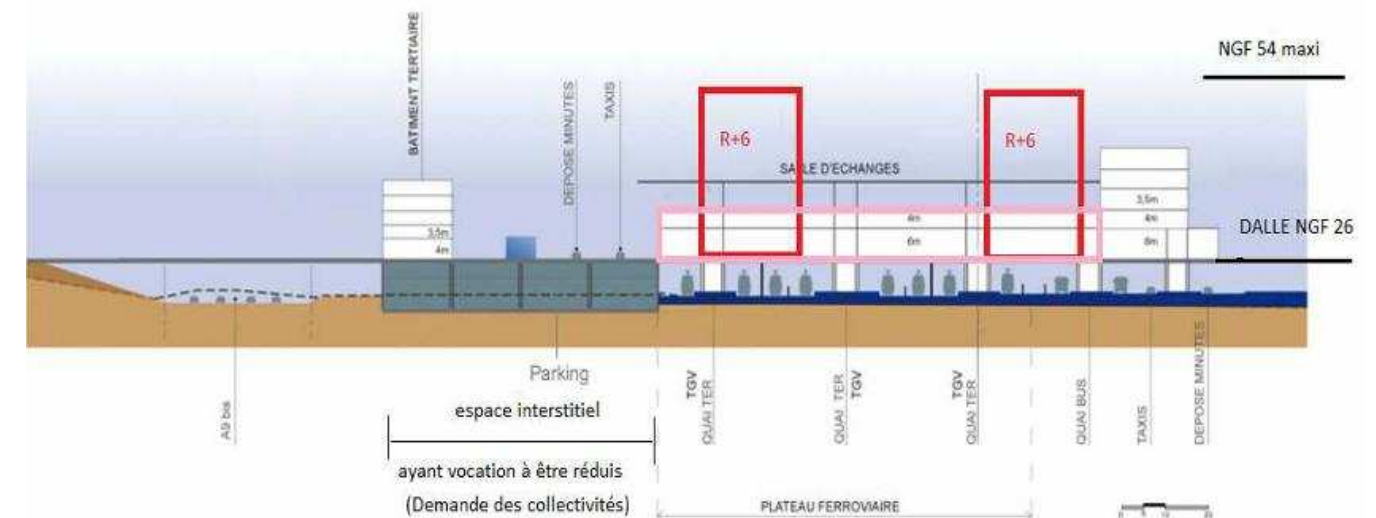 NGF 54 maxi
BATIMENT TERTIAIRE
DEPOSE MINUTES
TAXIS
R+6
R+6
SALLE D'ECHANGES
3,5m
4m
4m
DALLE NGF 26
3,5m
6m
4m
Parking
espace interstitiel
ayant vocation à être réduis
(Demande des collectivités)
A9 bis
TGV
QUAI TER
QUAI TER
TGV
TGV
QUAI TER
QUAI BUS
TAXIS
DEPOSE MINUTES
PLATEAU FERROVIAIRE